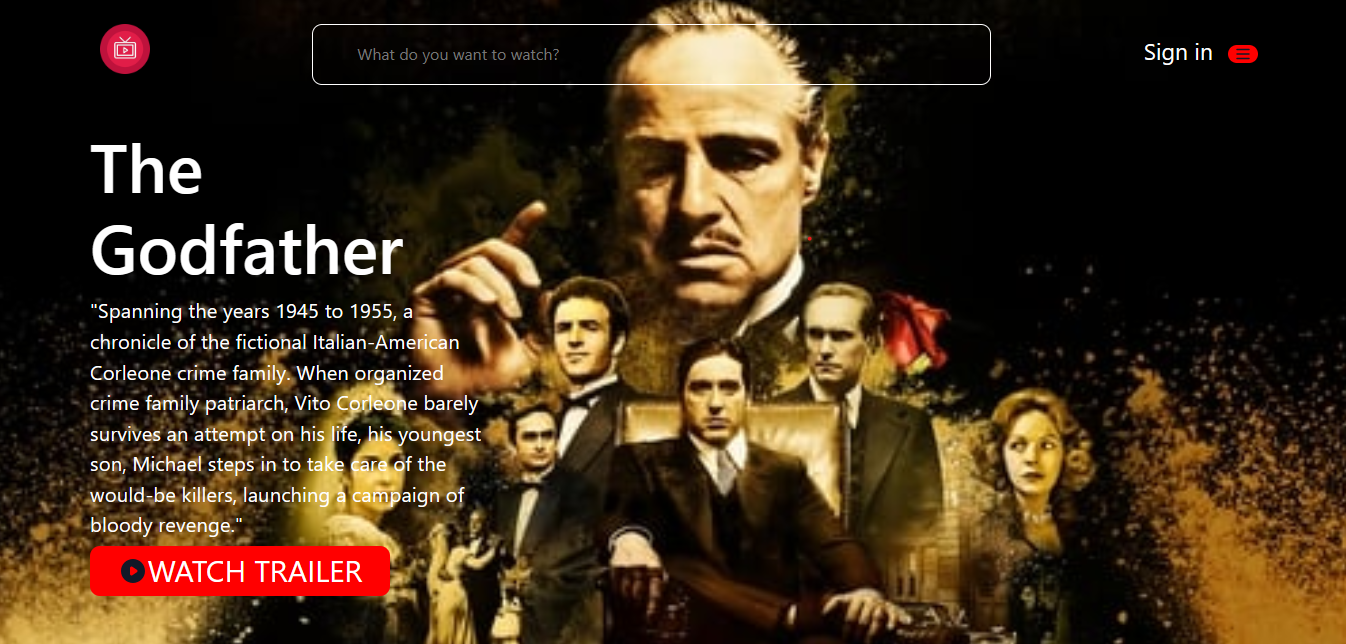 What do you want to watch?
Sign in
The
Godfather
"Spanning the years 1945 to 1955, a
chronicle of the fictional Italian-American
Corleone crime family. When organized
crime family patriarch, Vito Corleone barely
survives an attempt on his life, his youngest
son, Michael steps in to take care of the
would-be killers, launching a campaign of
bloody revenge."
WATCH TRAILER